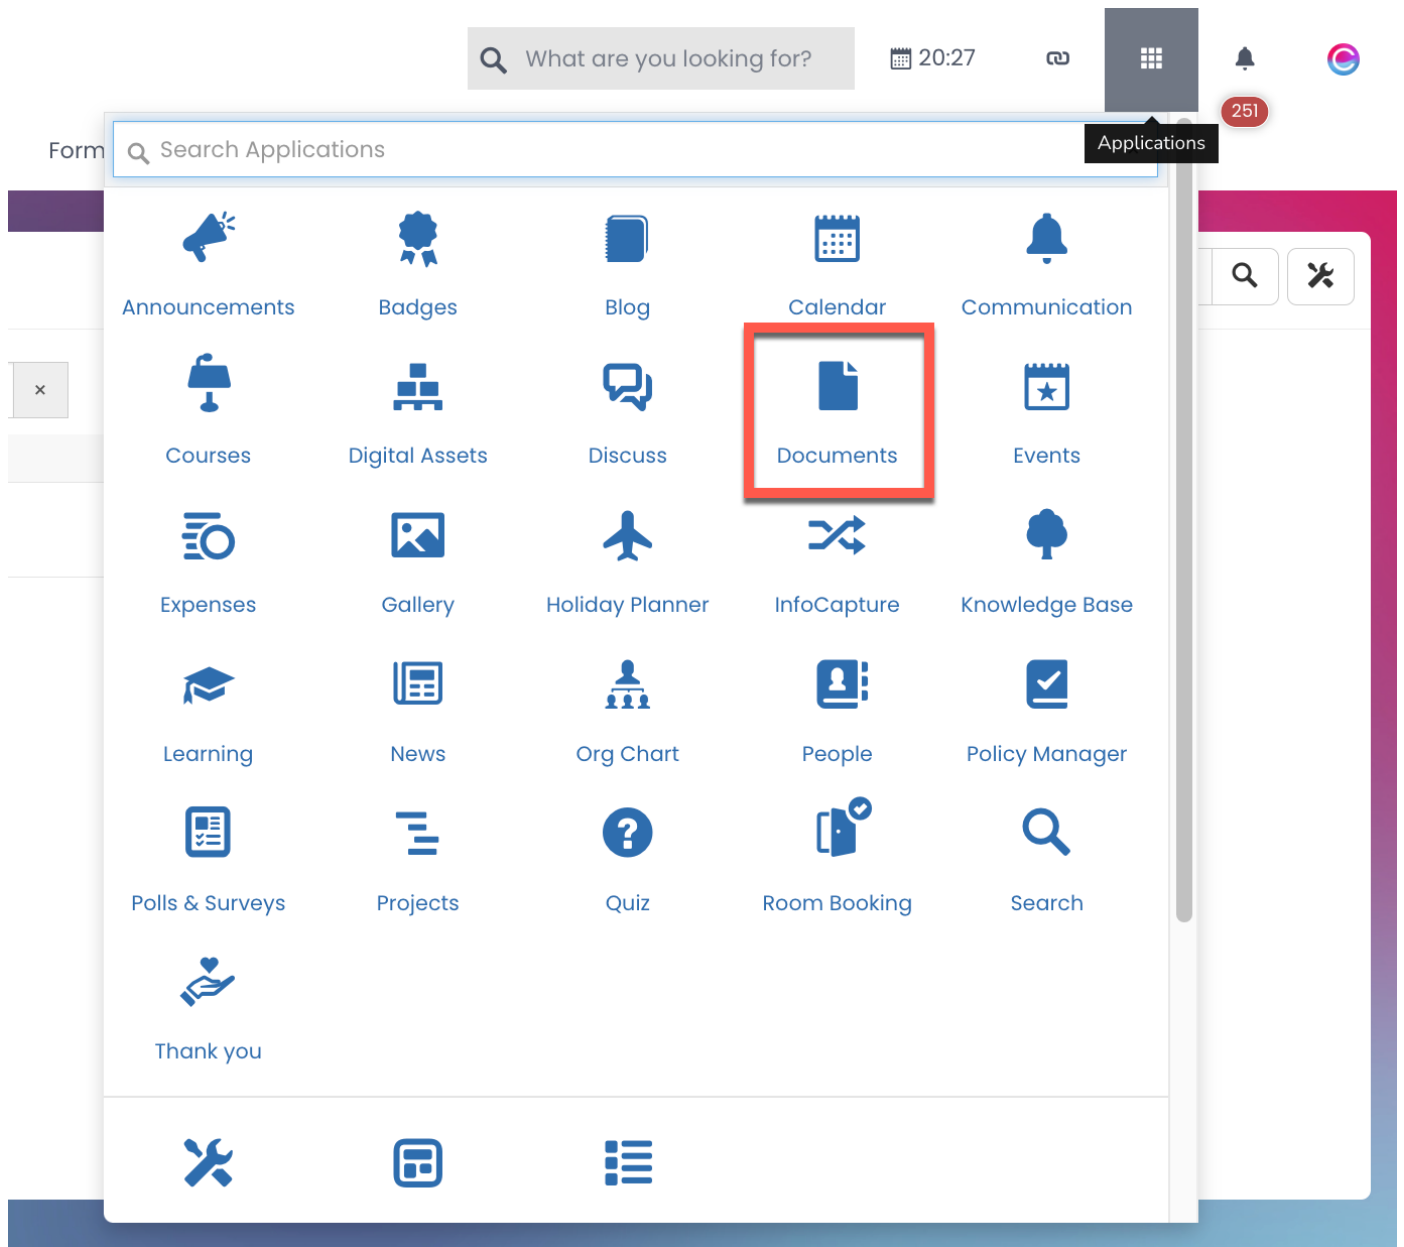 What are you looking for?
20:27
251
Form
Search Applications
Applications
Announcements
Badges
Blog
Calendar
Communication
×
Courses
Digital Assets
Discuss
Documents
Events
Expenses
Gallery
Holiday Planner
InfoCapture
Knowledge Base
Learning
News
Org Chart
People
Policy Manager
Polls & Surveys
Projects
Quiz
Room Booking
Search
Thank you